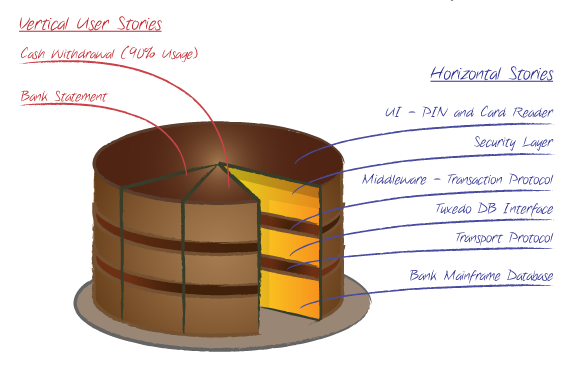 Vertical User Stories
Cash Withdrawal (90% Usage)
Bank Statement
Horizontal Stories
UI - PIN and Card Reader
Security Layer
Middleware - Transaction Protocol
Tuxedo DB Interface
Transport Protocol
Bank Mainframe Database